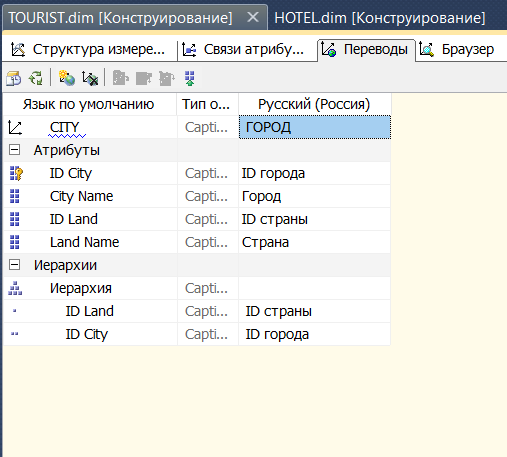 TOURIST.dim [Конструирование] HOTEL.dim [Конструирование]
Структура измере... Связи атрибу... Переводы Браузер
Язык по умолчанию Тип о... Русский (Россия)
CITY Capti... ГОРОД
Атрибуты
ID City Capti... ID города
City Name Capti... Город
ID Land Capti... ID страны
Land Name Capti... Страна
Иерархии
Иерархия Capti...
ID Land Capti... ID страны
ID City Capti... ID города